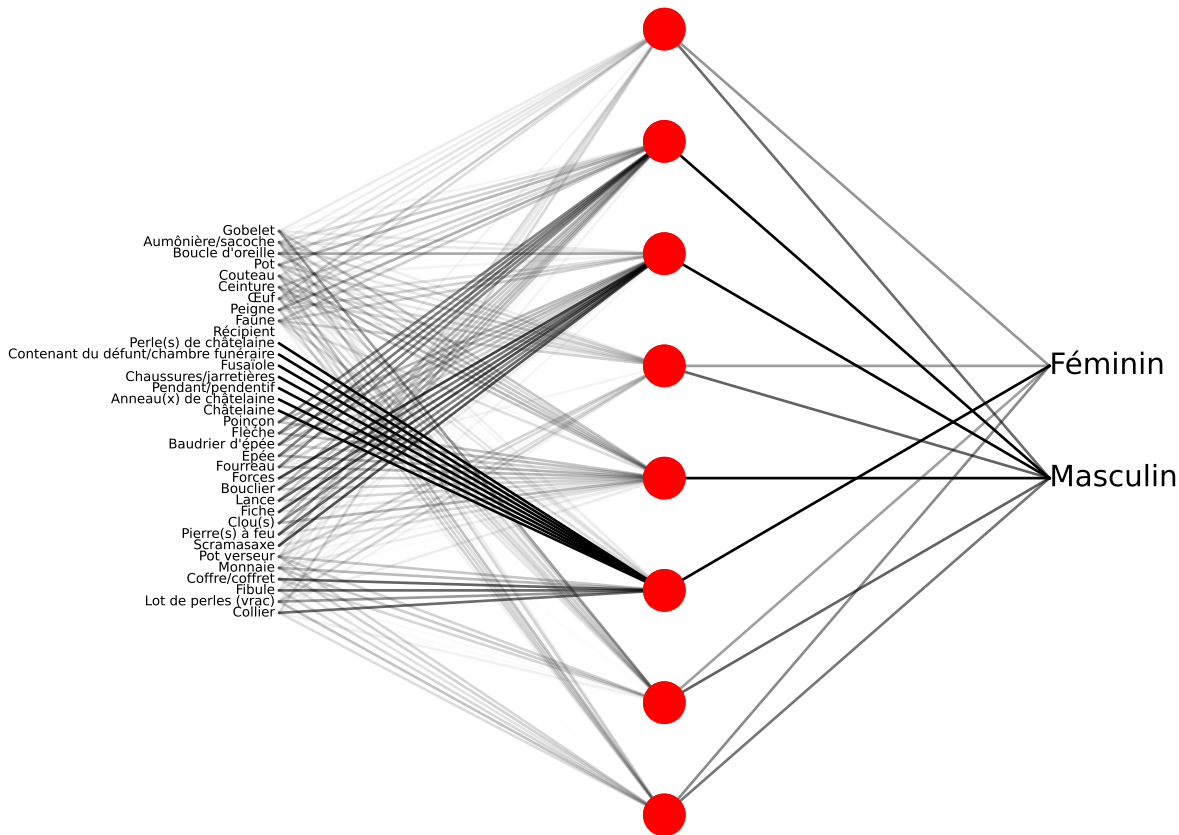 Gobelet
Aumônière/sacoche
Boucle d'oreille
Pot
Couteau
Ceinture
Œuf
Peigne
Faune
Récipient
Perle(s) de châtelaine
Contenant du défunt/chambre funéraire
Fusaïole
Chaussures/jarretières
Pendant/pendentif
Anneau(x) de châtelaine
Châtelaine
Poinçon
Flèche
Baudrier d'épée
Épée
Fourreau
Forces
Bouclier
Lance
Fiche
Clou(s)
Pierre(s) à feu
Scramasaxe
Pot verseur
Monnaie
Coffre/coffret
Fibule
Lot de perles (vrac)
Collier
Féminin
Masculin